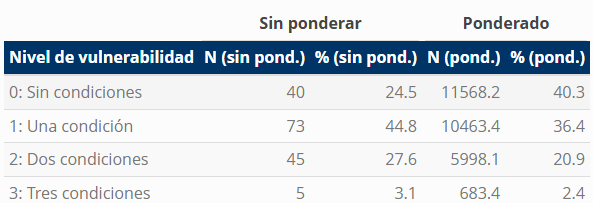 Sin ponderar Ponderado
Nivel de vulnerabilidad N (sin pond.) % (sin pond.) N (pond.) % (pond.)
0: Sin condiciones 40 24.5 11568.2 40.3
1: Una condición 73 44.8 10463.4 36.4
2: Dos condiciones 45 27.6 5998.1 20.9
3: Tres condiciones 5 3.1 683.4 2.4